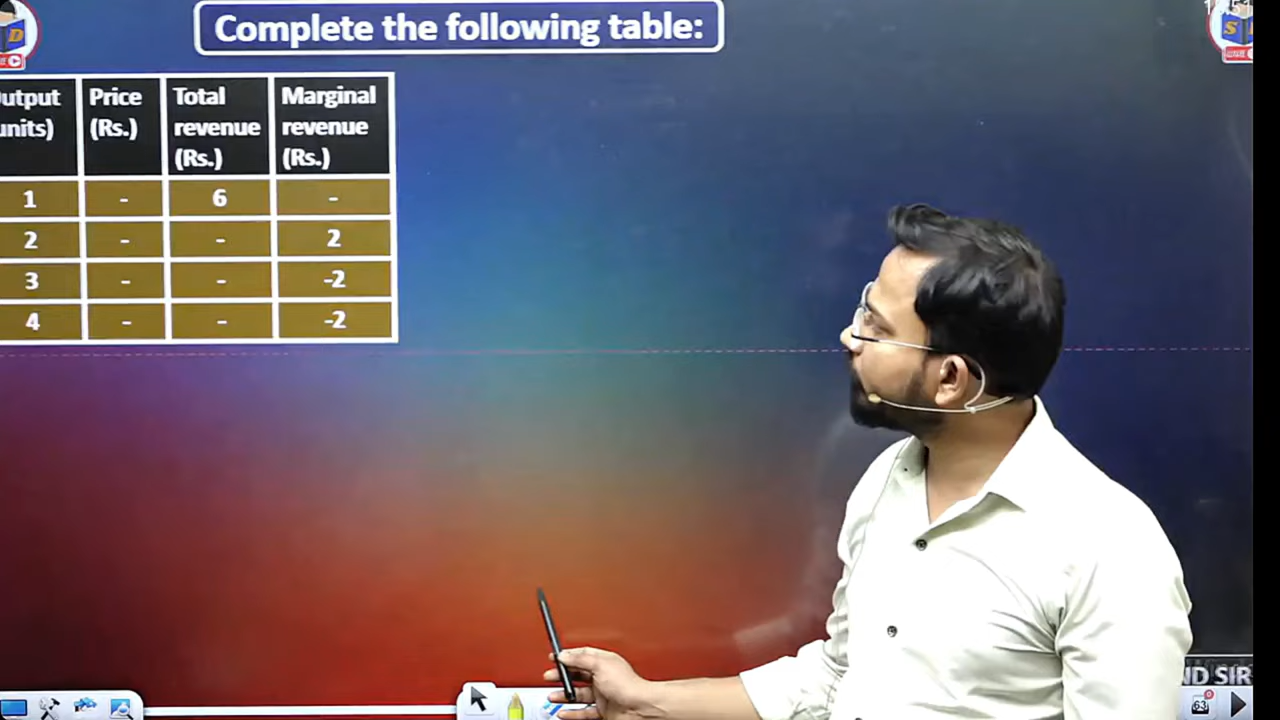 Complete the following table:
utput Price Total Marginal
units) (Rs.) revenue revenue
(Rs.) (Rs.)
1 - 6 -
2 - - 2
3 - - -2
4 - - -2
D
S
ND SIR
63